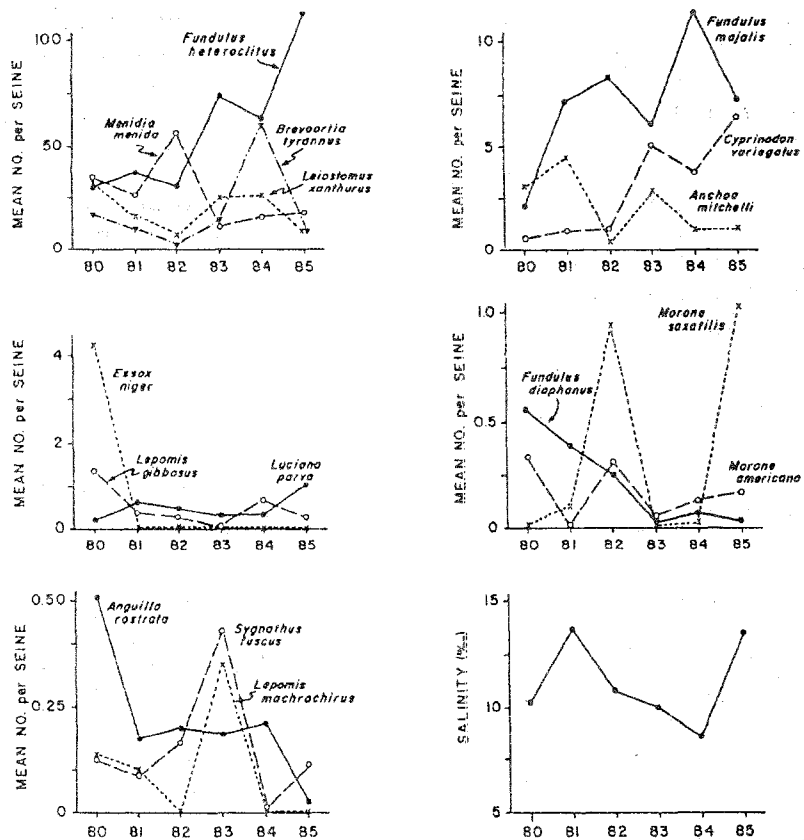 MEAN NO. per SEINE
100
50
0
80 81 82 83 84 85
Fundulus
heteroclitus
Menidia
menida
Brevoortia
tyrannus
Leiostomus
xanthurus
MEAN NO. per SEINE
10
5
0
80 81 82 83 84 85
Fundulus
majalis
Cyprinodon
variegatus
Anchoa
mitchelli
MEAN NO. per SEINE
4
2
0
80 81 82 83 84 85
Essox
niger
Lepomis
gibbosus
Luciana
parva
MEAN NO. per SEINE
1.0
0.5
0
80 81 82 83 84 85
Morone
saxatilis
Fundulus
diaphanus
Morone
americana
MEAN NO. per SEINE
0.50
0.25
0
80 81 82 83 84 85
Anguilla
rostrata
Sygnathus
fuscus
Lepomis
machrochirus
SALINITY (‰)
15
10
5
80 81 82 83 84 85